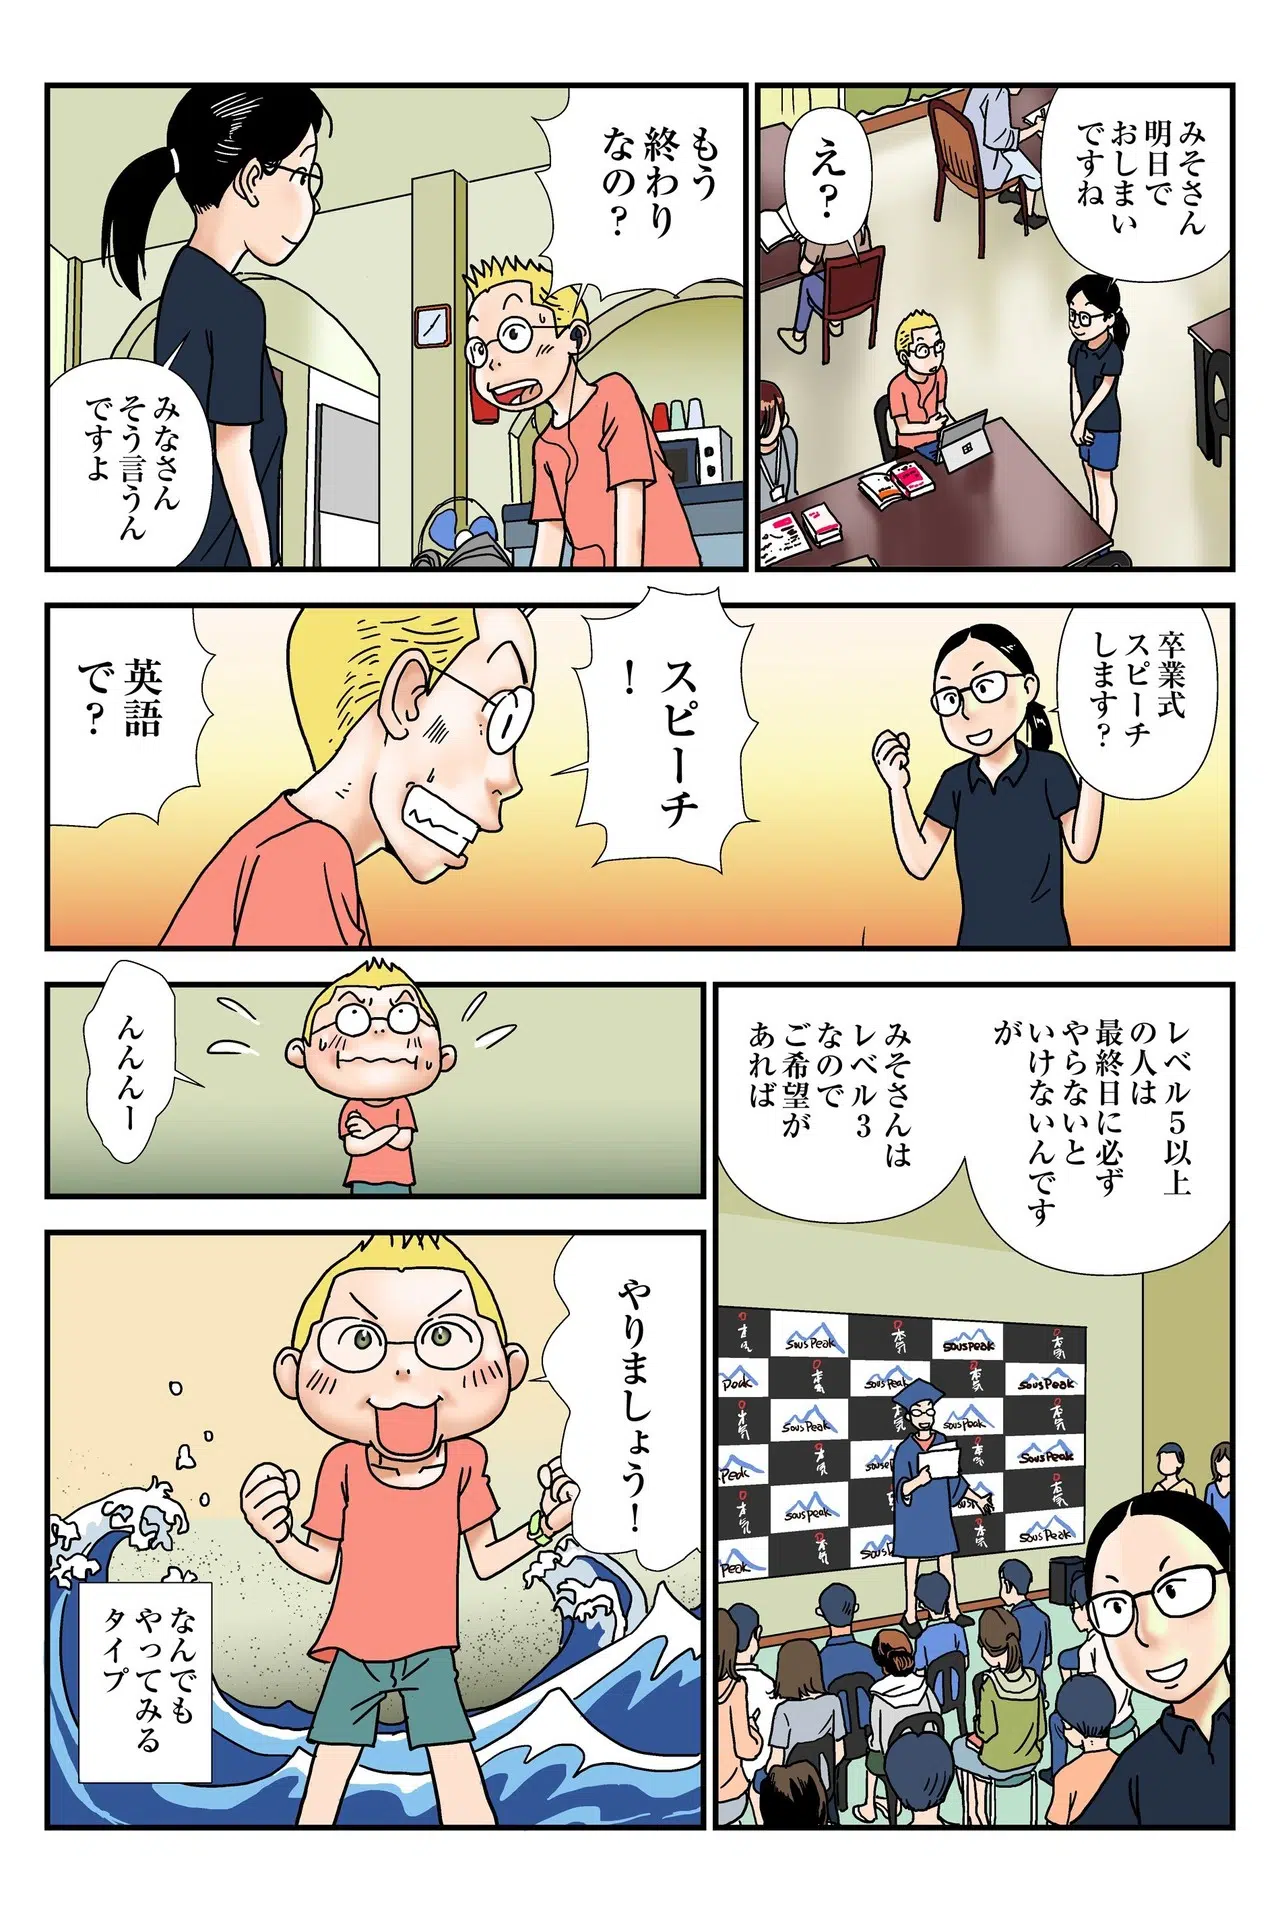 みそさん
明日で
おしまい
ですね
え？
もう
終わり
なの？
みなさん
そう言うん
ですよ
卒業式
スピーチ
します？
スピーチ
！
英語
で？
レベル５以上
の人は
最終日に必ず
やらないと
いけないんです
が
みそさんは
レベル３
なので
ご希望が
あれば
sous Peak
本気
んんんー
やりましょう！
なんでも
やってみる
タイプ